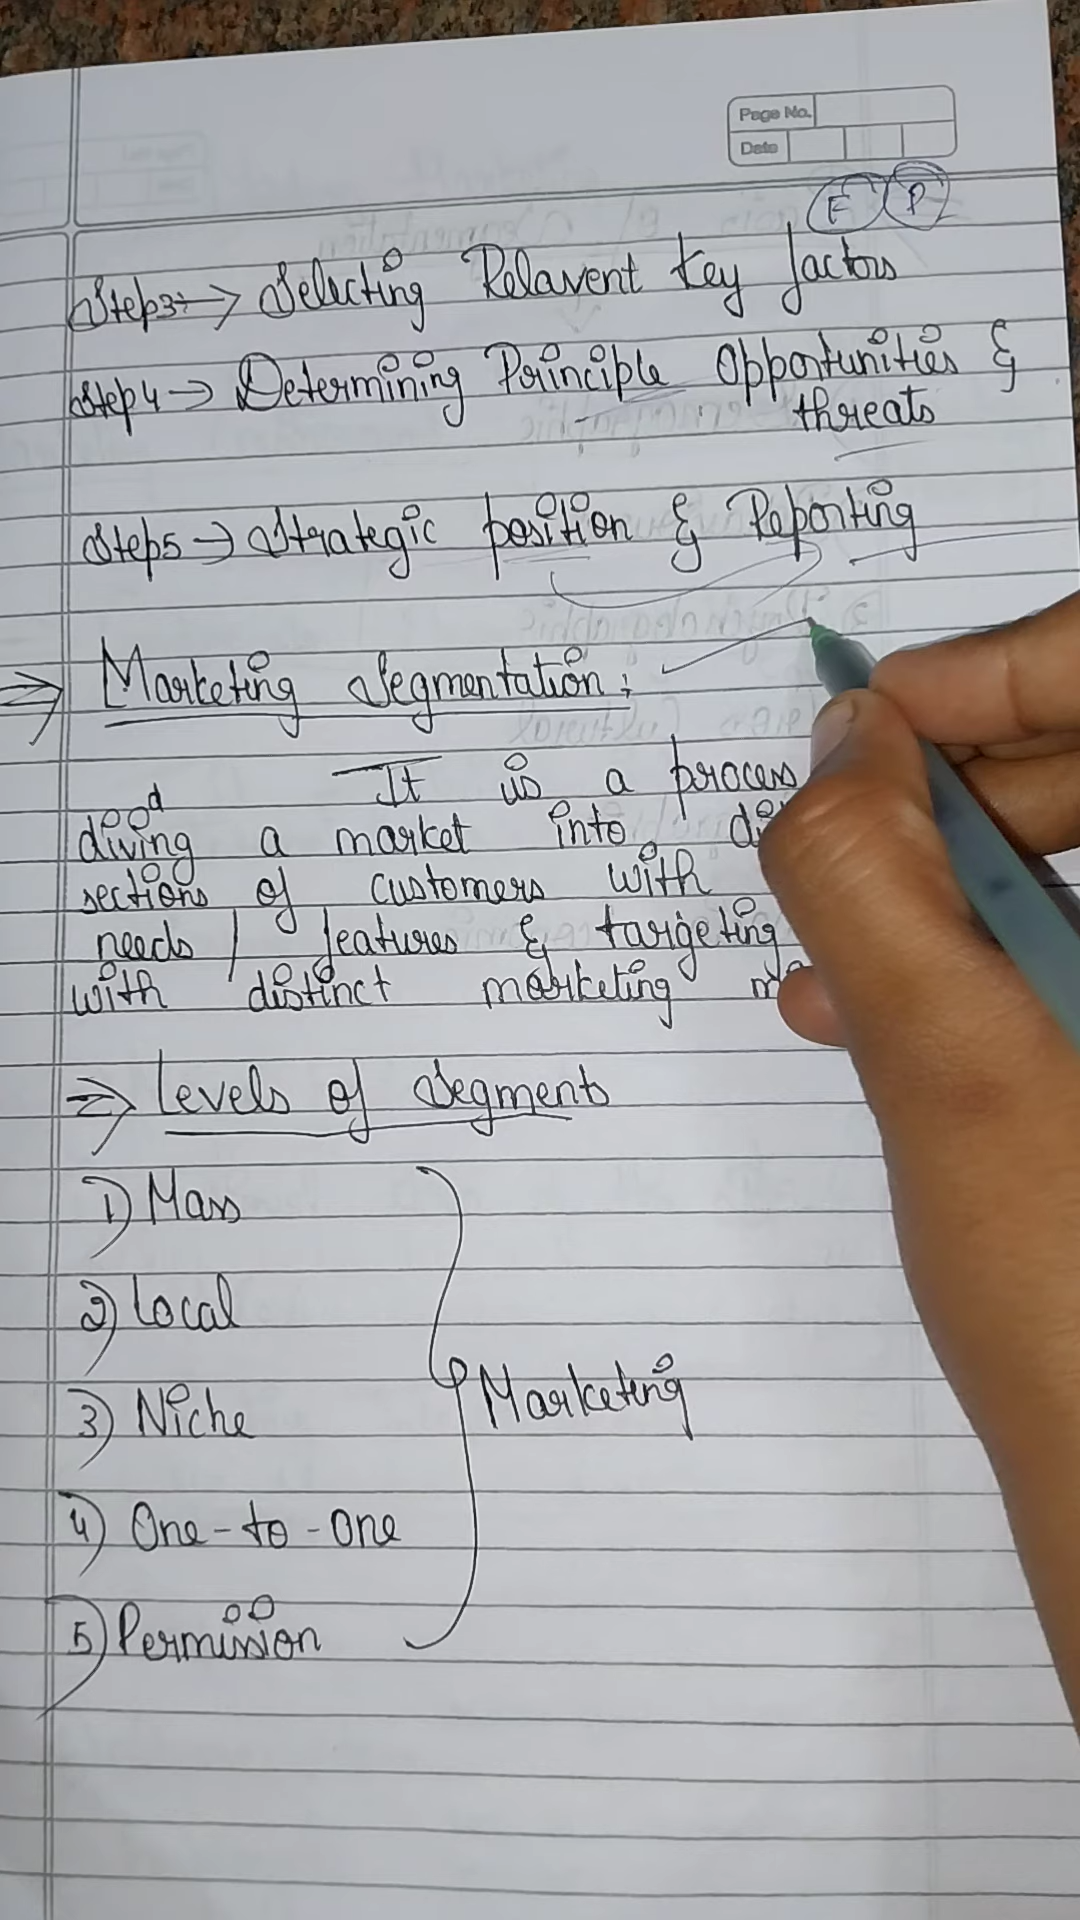 Page No.
Date
E P
Step3:→ Selecting Relavent Key factors
Step4 → Determining Principle Opportunities &
threats
Step5 → Strategic position & Reporting
⇒ Marketing Segmentation :
It is a process
diving d a market into
sections of customers with
needs / features & targeting
with distinct marketing
⇒ Levels of Segments
1) Mass
2) Local
3) Niche
Marketing
4) One-to-one
5) Permission